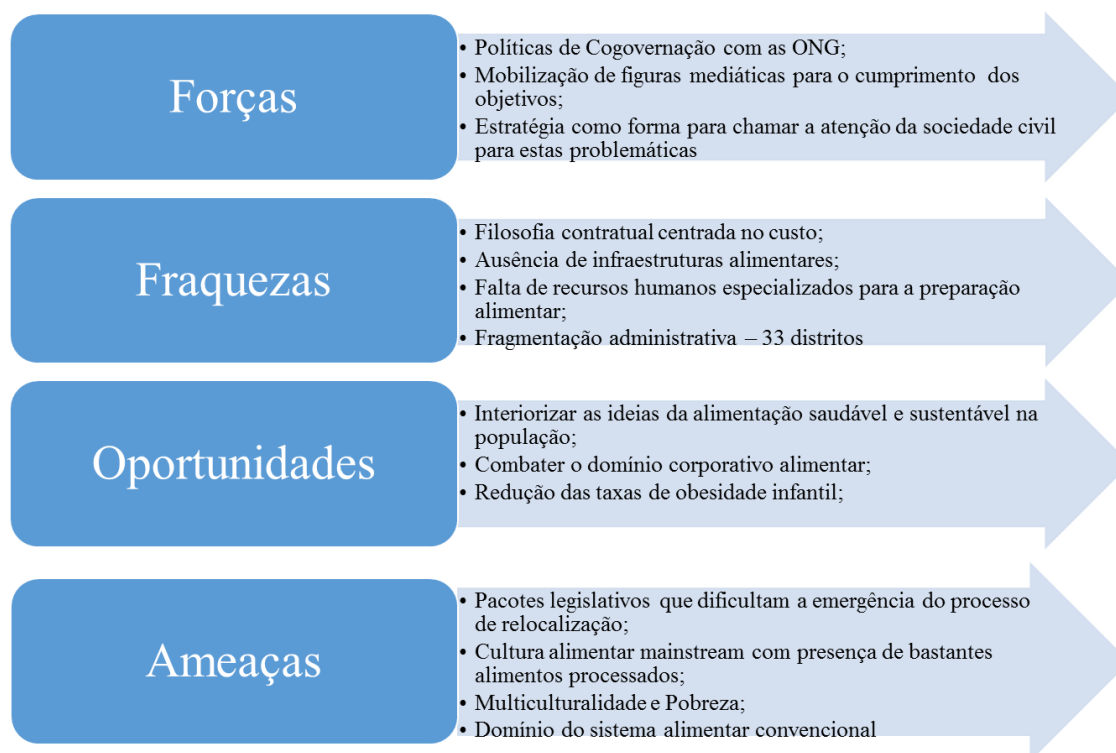 Forças
• Políticas de Cogovernação com as ONG;
• Mobilização de figuras mediáticas para o cumprimento dos
objetivos;
• Estratégia como forma para chamar a atenção da sociedade civil
para estas problemáticas
Fraquezas
• Filosofia contratual centrada no custo;
• Ausência de infraestruturas alimentares;
• Falta de recursos humanos especializados para a preparação
alimentar;
• Fragmentação administrativa – 33 distritos
Oportunidades
• Interiorizar as ideias da alimentação saudável e sustentável na
população;
• Combater o domínio corporativo alimentar;
• Redução das taxas de obesidade infantil;
Ameaças
• Pacotes legislativos que dificultam a emergência do processo
de relocalização;
• Cultura alimentar mainstream com presença de bastantes
alimentos processados;
• Multiculturalidade e Pobreza;
• Domínio do sistema alimentar convencional